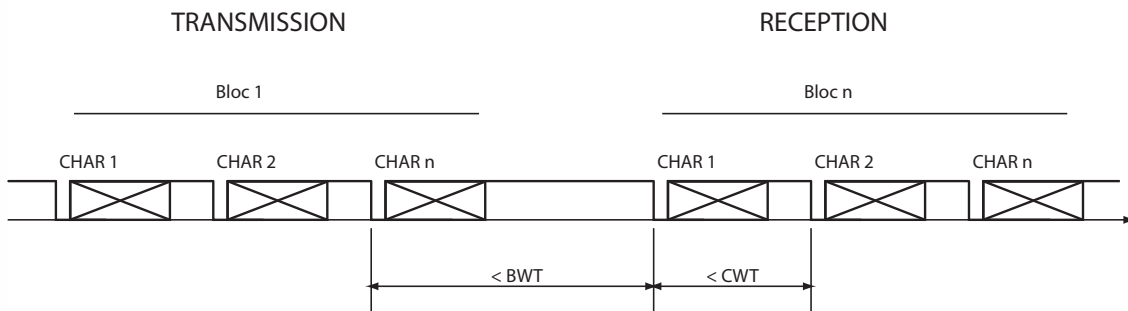 TRANSMISSION RECEPTION
Bloc 1 Bloc n
CHAR 1 CHAR 2 CHAR n CHAR 1 CHAR 2 CHAR n
< BWT < CWT